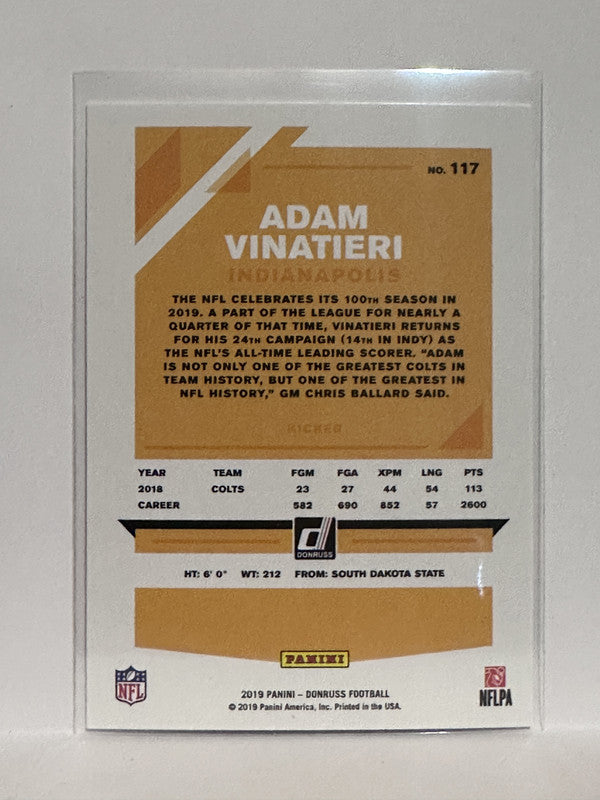 NO. 117
ADAM
VINATIERI
INDIANAPOLIS
THE NFL CELEBRATES ITS 100TH SEASON IN
2019. A PART OF THE LEAGUE FOR NEARLY A
QUARTER OF THAT TIME, VINATIERI RETURNS
FOR HIS 24TH CAMPAIGN (14TH IN INDY) AS
THE NFL'S ALL-TIME LEADING SCORER. "ADAM
IS NOT ONLY ONE OF THE GREATEST COLTS IN
TEAM HISTORY, BUT ONE OF THE GREATEST IN
NFL HISTORY," GM CHRIS BALLARD SAID.
KICKER
YEAR TEAM FGM FGA XPM LNG PTS
2018 COLTS 23 27 44 54 113
CAREER 582 690 852 57 2600
d
DONRUSS
HT: 6' 0" WT: 212 FROM: SOUTH DAKOTA STATE
PANINI
NFL
2019 PANINI – DONRUSS FOOTBALL
© 2019 Panini America, Inc. Printed in the USA.
NFLPA